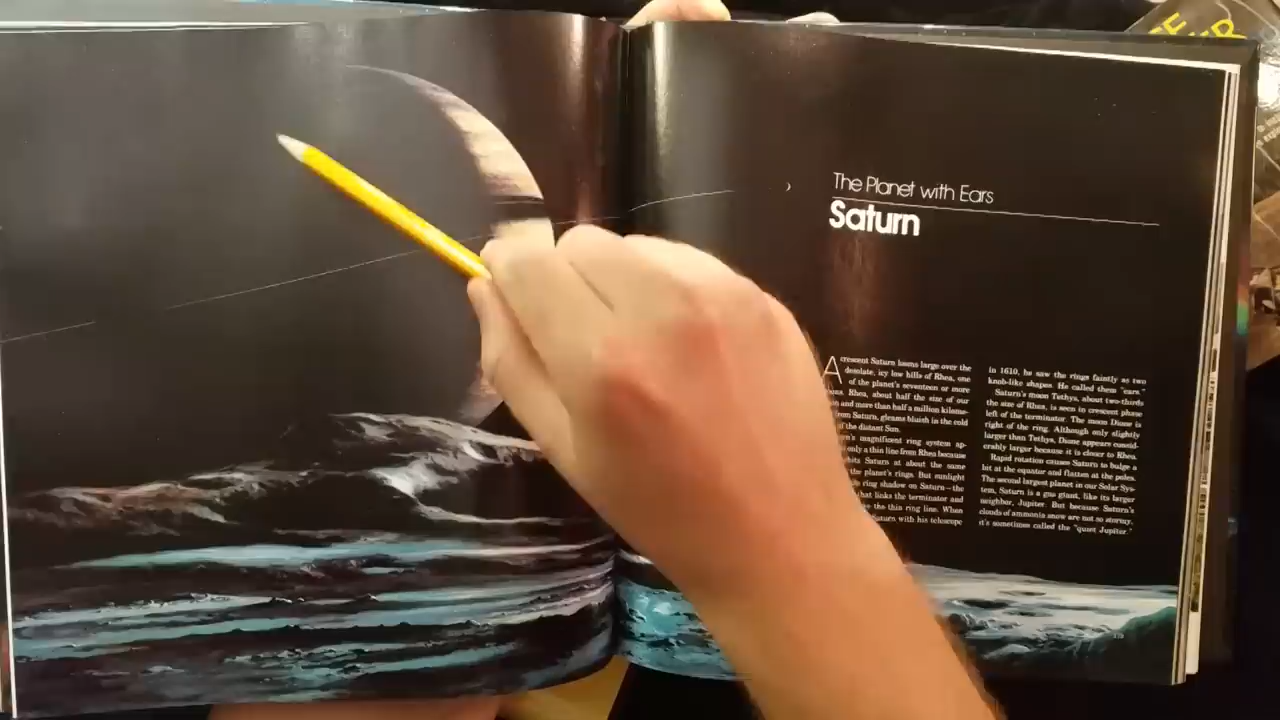 The Planet with Ears
Saturn
A crescent Saturn looms large over the
desolate, icy low hills of Rhea, one
of the planet's seventeen or more
Rhea, about half the size of our
and more than half a million kilome-
from Saturn, gleams bluish in the cold
of the distant Sun.
magnificent ring system ap-
only a thin line from Rhea because
Saturn at about the same
the planet's rings. But sunlight
ring shadow on Saturn—the
that links the terminator and
the thin ring line. When
Saturn with his telescope
in 1610, he saw the rings faintly as two
knob-like shapes. He called them "ears."
Saturn's moon Tethys, about two-thirds
the size of Rhea, is seen in crescent phase
left of the terminator. The moon Dione is
right of the ring. Although only slightly
larger than Tethys, Dione appears consid-
erably larger because it is closer to Rhea.
Rapid rotation causes Saturn to bulge a
bit at the equator and flatten at the poles.
The second largest planet in our Solar Sys-
tem, Saturn is a gas giant, like its larger
neighbor, Jupiter. But because Saturn's
clouds of ammonia snow are not so stormy,
it's sometimes called the "quiet Jupiter."